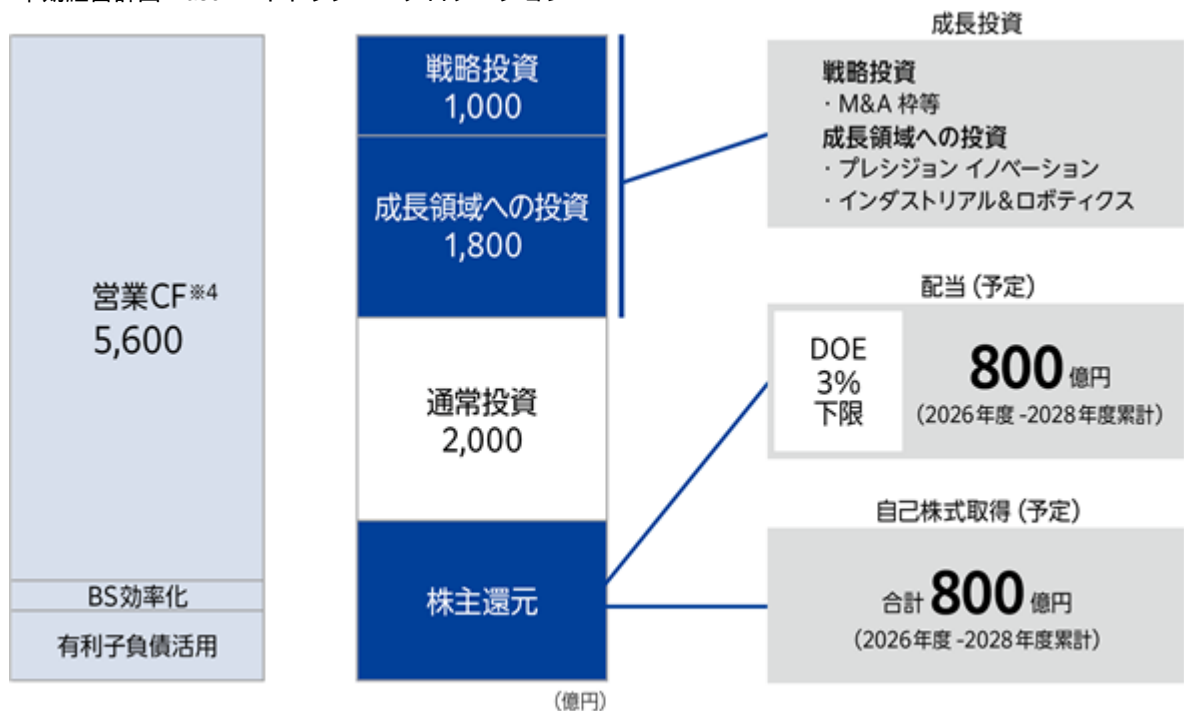 営業CF※4
5,600
BS効率化
有利子負債活用
戦略投資
1,000
成長領域への投資
1,800
通常投資
2,000
株主還元
(億円)
成長投資
戦略投資
・M&A 枠等
成長領域への投資
・プレシジョン イノベーション
・インダストリアル&ロボティクス
配当(予定)
DOE
3%
下限
800億円
(2026年度 -2028年度累計)
自己株式取得(予定)
合計 800億円
(2026年度 -2028年度累計)